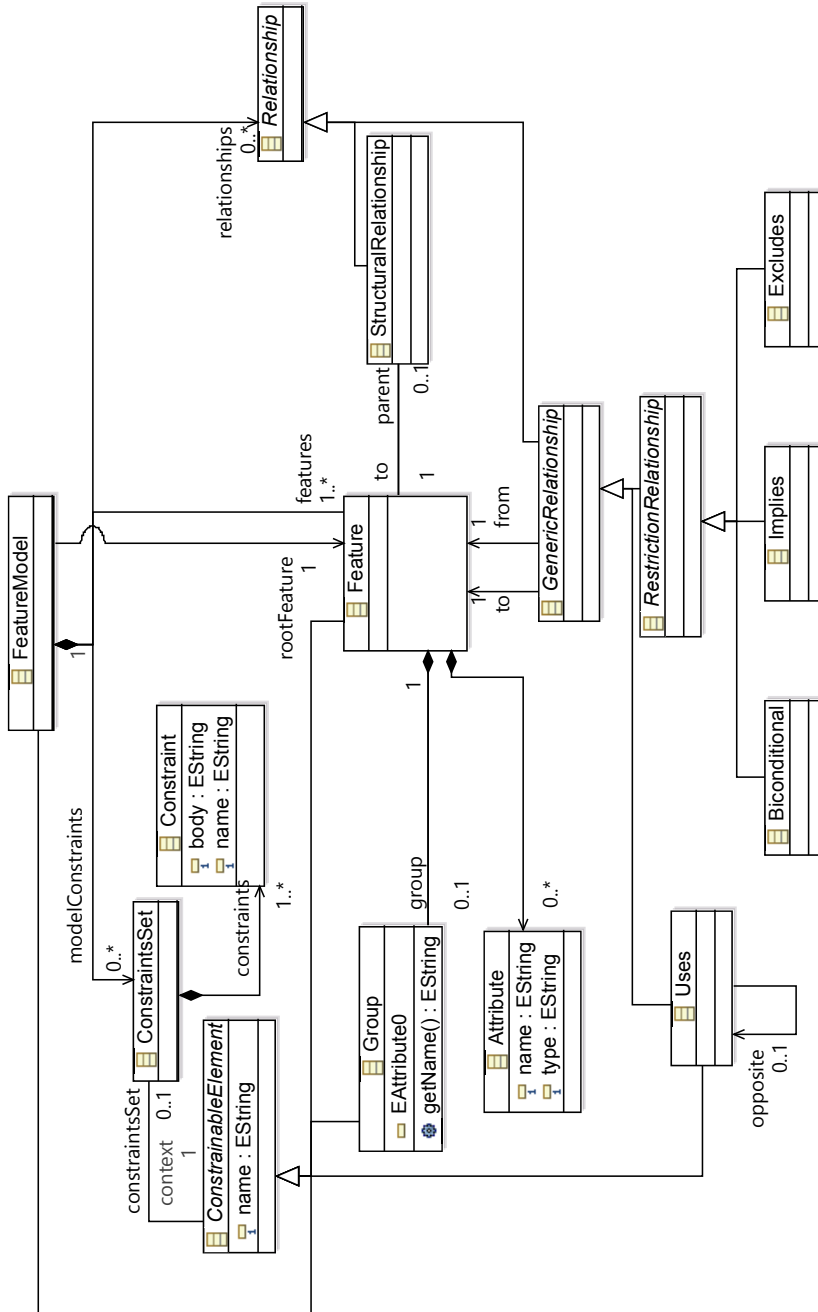 FeatureModel
1
rootFeature
1
features
1..*
relationships
0..*
Relationship
modelConstraints
0..*
ConstraintsSet
Constraint
body : EString
name : EString
constraints
1..*
constraintsSet
0..1
context
1
ConstrainableElement
name : EString
Feature
to
1
parent
0..1
StructuralRelationship
Group
EAttribute0
getName() : EString
group
0..1
1
Attribute
name : EString
type : EString
0..*
1
to
1
from
GenericRelationship
RestrictionRelationship
Uses
opposite
0..1
Biconditional
Implies
Excludes